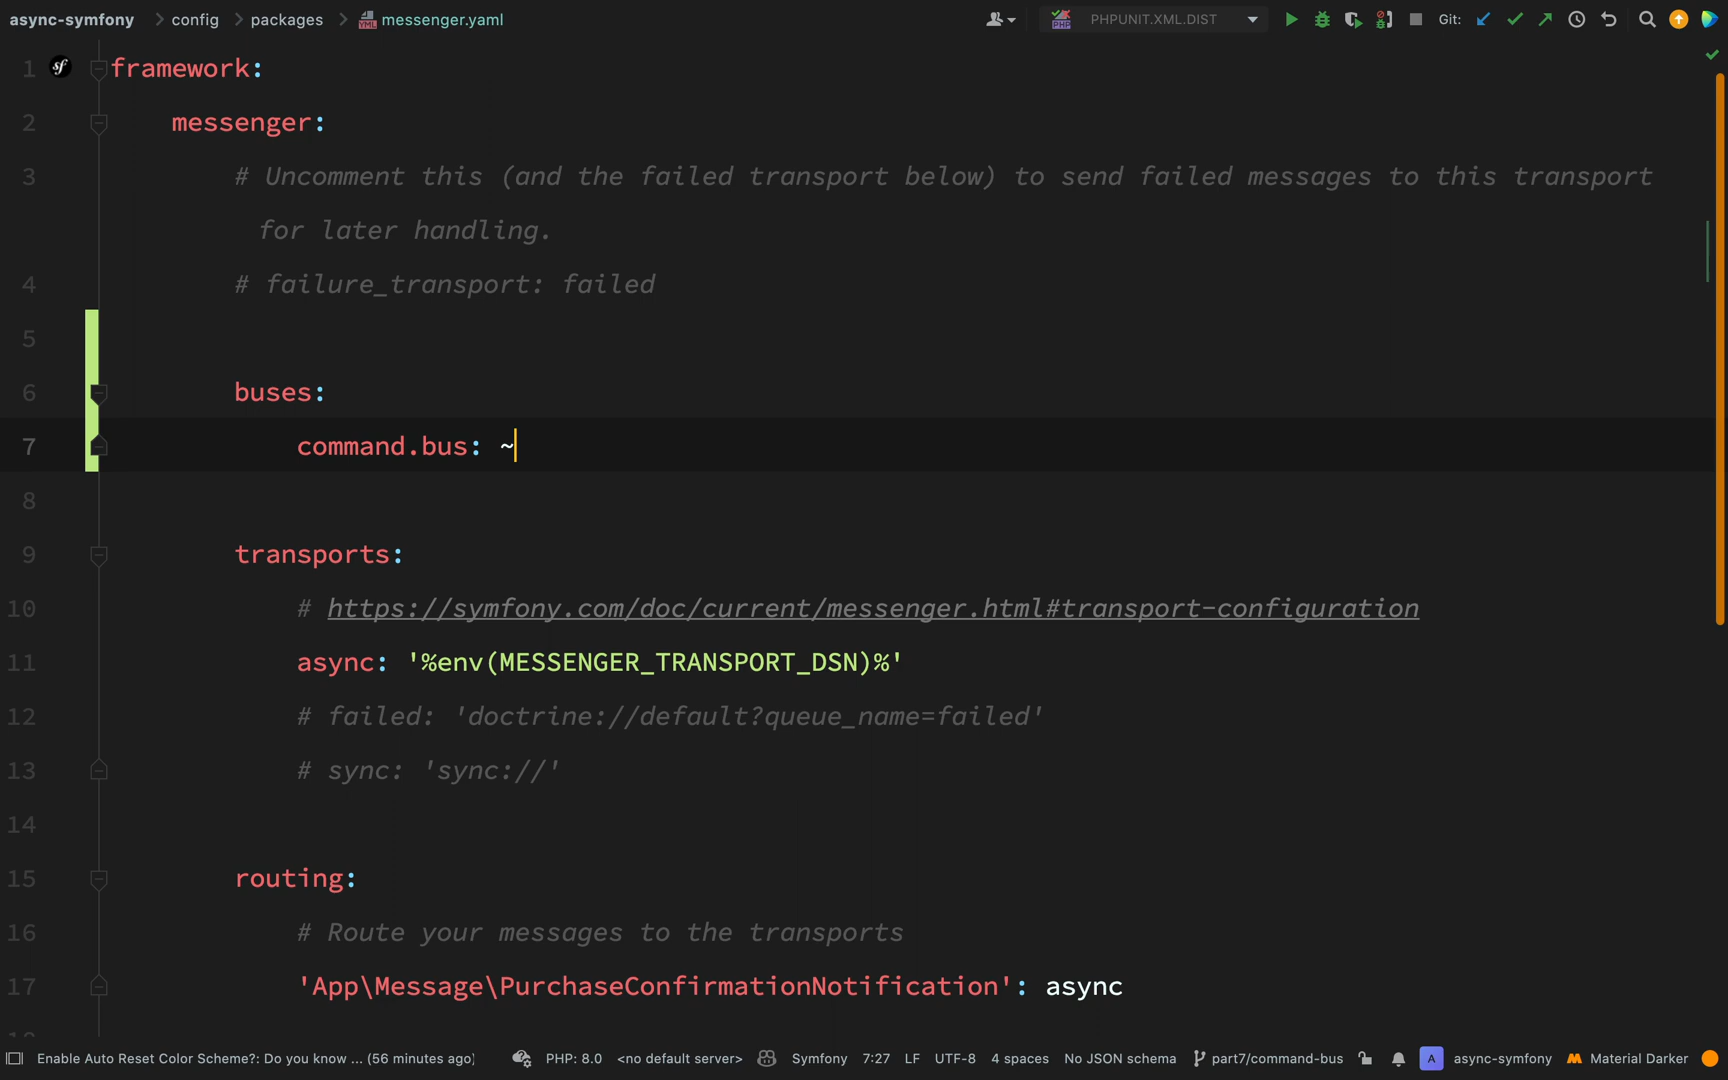 async-symfony config packages messenger.yaml PHPUNIT.XML.DIST Git:
1 framework:
2 messenger:
3 # Uncomment this (and the failed transport below) to send failed messages to this transport
for later handling.
4 # failure_transport: failed
5
6 buses:
7 command.bus: ~
8
9 transports:
10 # https://symfony.com/doc/current/messenger.html#transport-configuration
11 async: '%env(MESSENGER_TRANSPORT_DSN)%'
12 # failed: 'doctrine://default?queue_name=failed'
13 # sync: 'sync://'
14
15 routing:
16 # Route your messages to the transports
17 'App\Message\PurchaseConfirmationNotification': async
Enable Auto Reset Color Scheme?: Do you know ... (56 minutes ago) PHP: 8.0 <no default server> Symfony 7:27 LF UTF-8 4 spaces No JSON schema part7/command-bus A async-symfony Material Darker